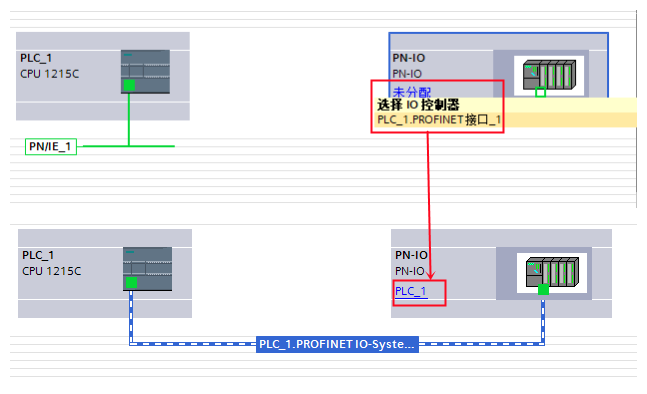 PLC_1
CPU 1215C
PN-IO
PN-IO
未分配
选择 IO 控制器
PLC_1.PROFINET 接口_1
PN/IE_1
PLC_1
CPU 1215C
PN-IO
PN-IO
PLC_1
PLC_1.PROFINET IO-Syste...